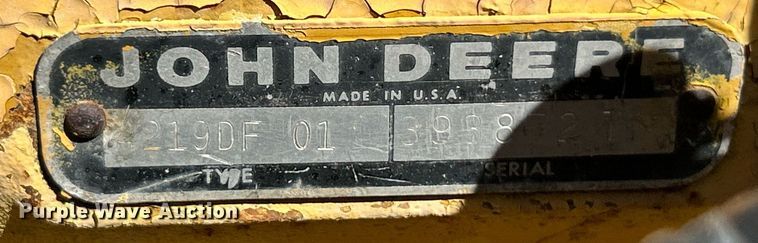 JOHN DEERE
MADE IN U.S.A.
219DF 01
TYPE SERIAL
Purple Wave Auction